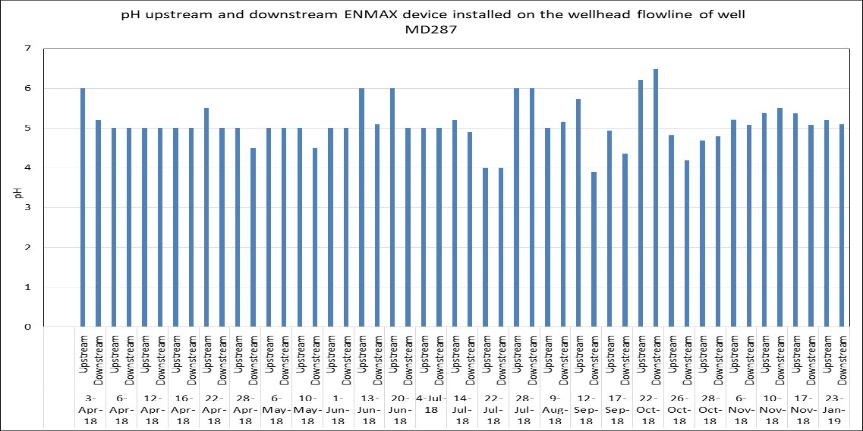 pH upstream and downstream ENMAX device installed on the wellhead flowline of well
MD287
7
6
5
4
3
2
1
0
pH
Upstream Downstream Upstream Downstream Upstream Downstream Upstream Downstream Upstream Downstream Upstream Downstream Upstream Downstream Upstream Downstream Upstream Downstream Upstream Downstream Upstream Downstream Upstream Downstream Upstream Downstream Upstream Downstream Upstream Downstream Upstream Downstream Upstream Downstream Upstream Downstream Upstream Downstream Upstream Downstream Upstream Downstream Upstream Downstream Upstream Downstream Upstream Downstream Upstream Downstream
3- 6- 12- 16- 22- 28- 6- 10- 1- 13- 20- 4-Jul- 14- 22- 28- 9- 12- 17- 22- 26- 28- 6- 10- 17- 23-
Apr- Apr- Apr- Apr- Apr- Apr- May- May- Jun- Jun- Jun- 18 Jul- Jul- Jul- Aug- Sep- Sep- Oct- Oct- Oct- Nov- Nov- Nov- Jan-
18 18 18 18 18 18 18 18 18 18 18 18 18 18 18 18 18 18 18 18 18 18 18 19